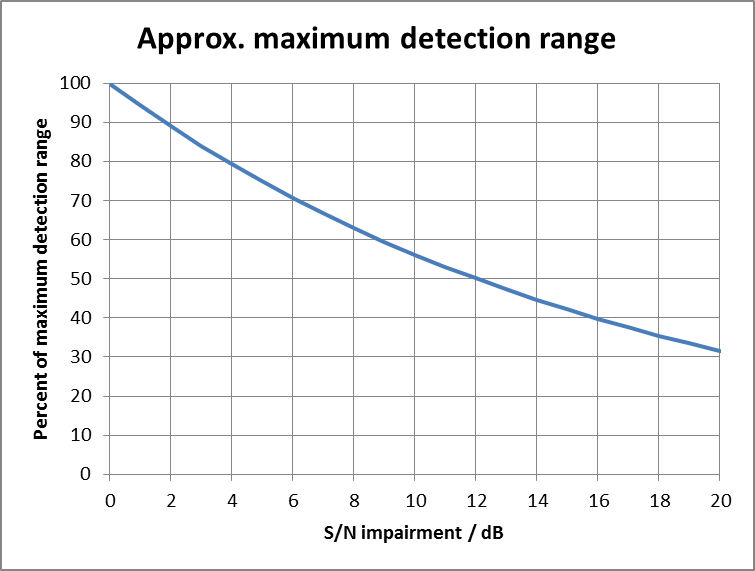 Approx. maximum detection range
Percent of maximum detection range
100
90
80
70
60
50
40
30
20
10
0
0 2 4 6 8 10 12 14 16 18 20
S/N impairment / dB